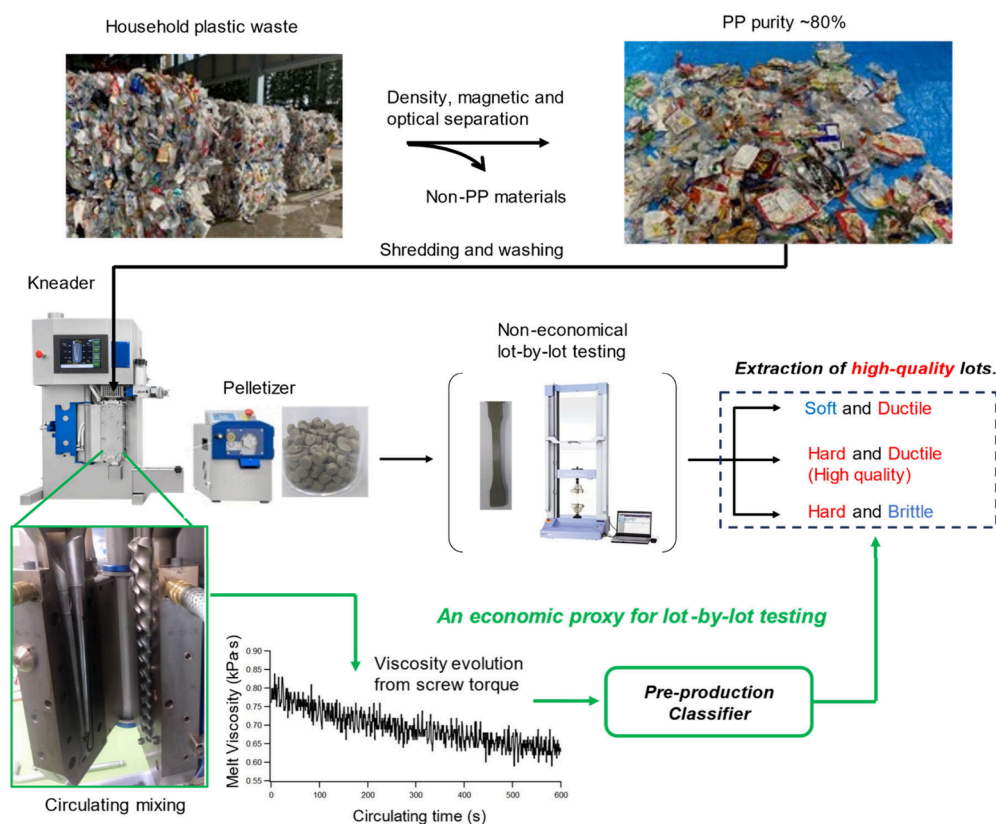 Household plastic waste
PP purity ~80%
Density, magnetic and
optical separation
Non-PP materials
Shredding and washing
Kneader
Pelletizer
Non-economical
lot-by-lot testing
Extraction of high-quality lots.
Soft and Ductile
Hard and Ductile
(High quality)
Hard and Brittle
An economic proxy for lot-by-lot testing
Viscosity evolution
from screw torque
Pre-production
Classifier
Melt Viscosity (kPa·s)
0.90
0.85
0.80
0.75
0.70
0.65
0.60
0.55
0
100
200
300
400
500
600
Circulating time (s)
Circulating mixing